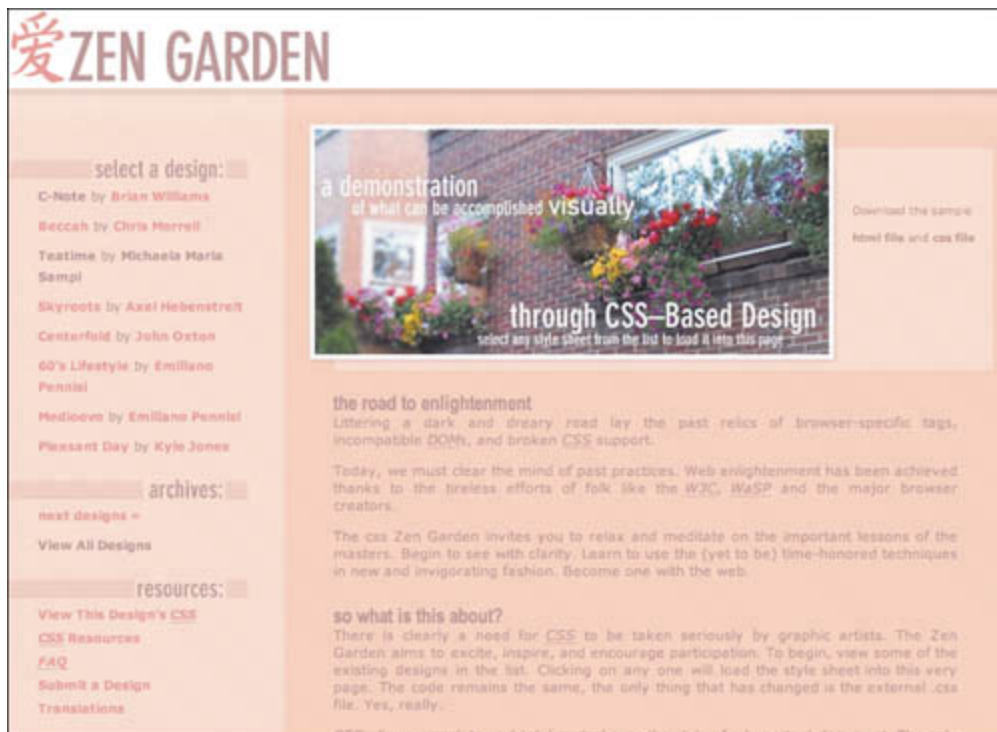 爱ZEN GARDEN
select a design:
C-Note by Brian Williams
Beccah by Chris Morrell
Teatime by Michaela Maria
Sampl
Skyroots by Axel Hebenstreit
Centerfold by John Oxton
60's Lifestyle by Emiliano
Pennisi
Medioevo by Emiliano Pennisi
Pleasant Day by Kyle Jones
archives:
next designs »
View All Designs
resources:
View This Design's CSS
CSS Resources
FAQ
Submit a Design
Translations
a demonstration
of what can be accomplished visually
through CSS–Based Design
select any style sheet from the list to load it into this page
Download the sample
html file and css file
the road to enlightenment
Littering a dark and dreary road lay the past relics of browser-specific tags,
incompatible DOMs, and broken CSS support.
Today, we must clear the mind of past practices. Web enlightenment has been achieved
thanks to the tireless efforts of folk like the W3C, WaSP and the major browser
creators.
The css Zen Garden invites you to relax and meditate on the important lessons of the
masters. Begin to see with clarity. Learn to use the (yet to be) time-honored techniques
in new and invigorating fashion. Become one with the web.
so what is this about?
There is clearly a need for CSS to be taken seriously by graphic artists. The Zen
Garden aims to excite, inspire, and encourage participation. To begin, view some of the
existing designs in the list. Clicking on any one will load the style sheet into this very
page. The code remains the same, the only thing that has changed is the external .css
file. Yes, really.